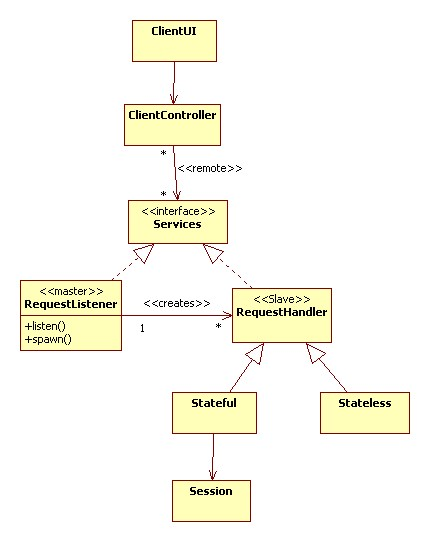 ClientUI
ClientController
*
<<remote>>
*
<<interface>>
Services
<<master>>
RequestListener
+listen()
+spawn()
<<creates>>
1
*
<<Slave>>
RequestHandler
Stateful
Stateless
Session